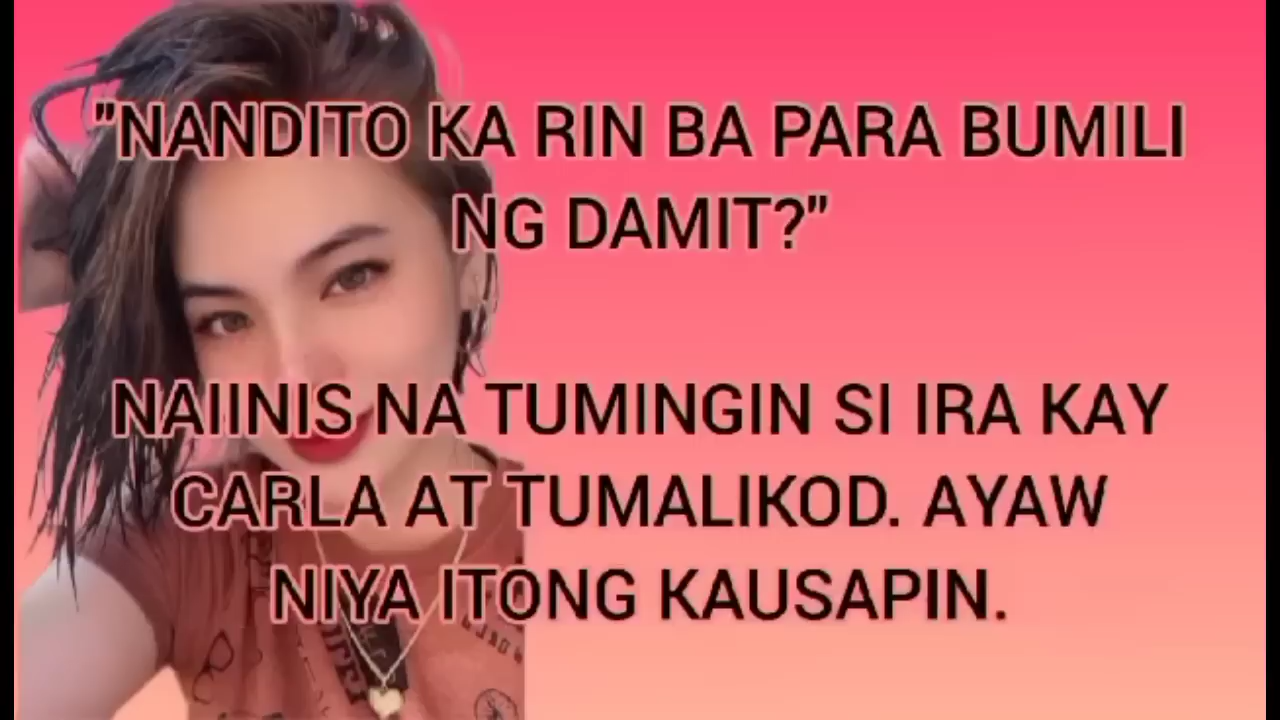 "NANDITO KA RIN BA PARA BUMILI
NG DAMIT?"
NAIINIS NA TUMINGIN SI IRA KAY
CARLA AT TUMALIKOD. AYAW
NIYA ITONG KAUSAPIN.